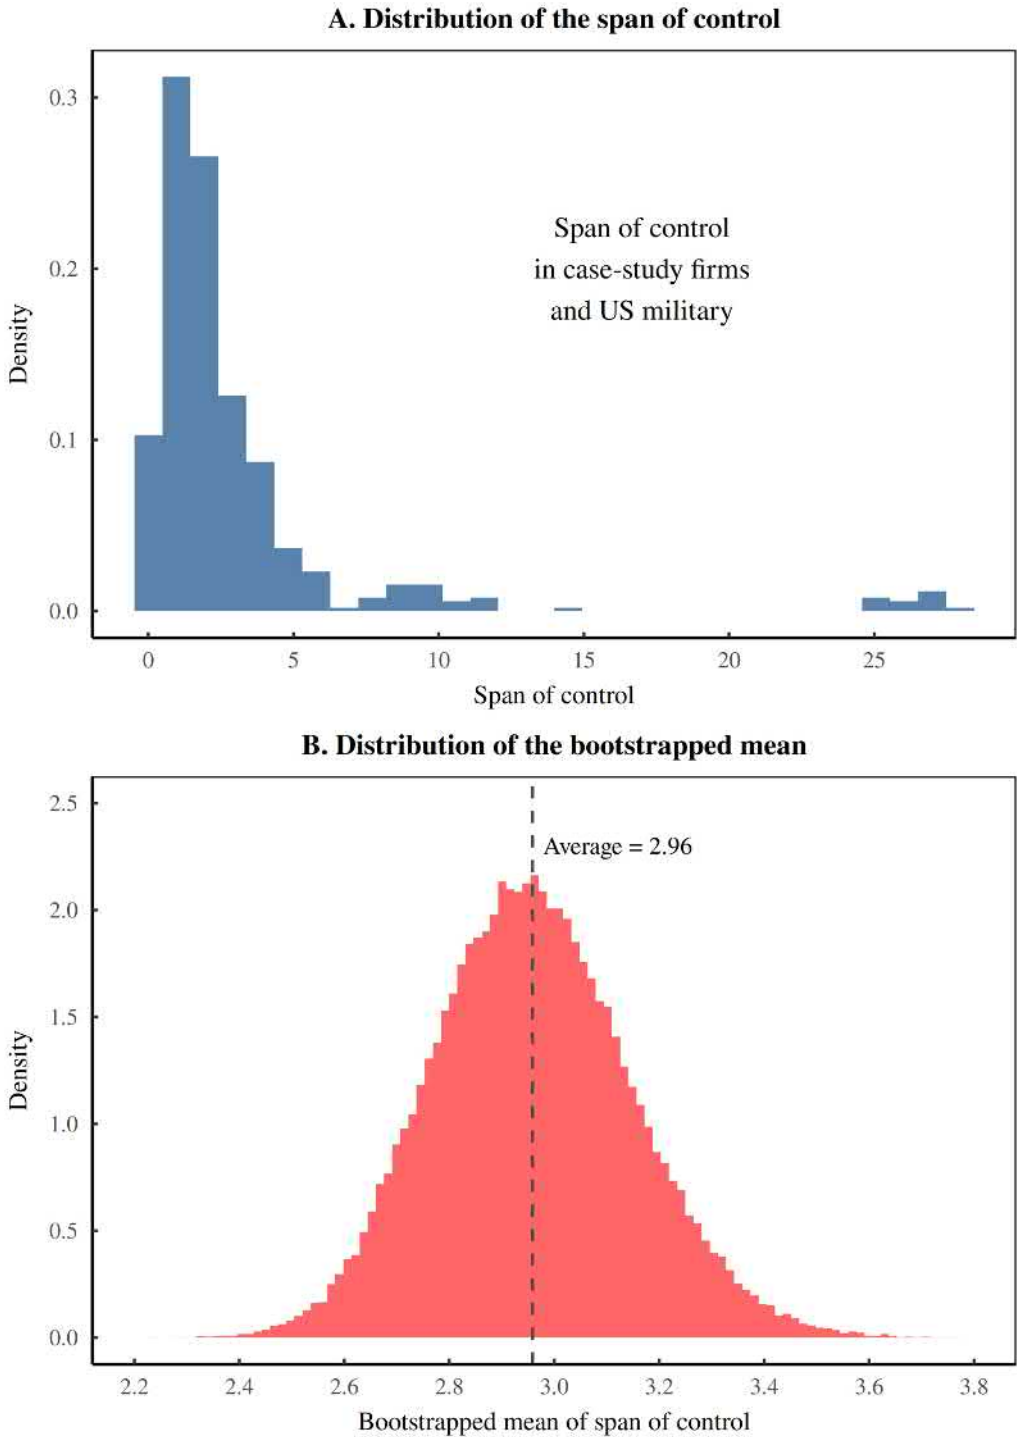 A. Distribution of the span of control
0.3
0.2
0.1
0.0
Density
Span of control
in case-study firms
and US military
0 5 10 15 20 25
Span of control
B. Distribution of the bootstrapped mean
2.5
2.0
1.5
1.0
0.5
0.0
Density
Average = 2.96
2.2 2.4 2.6 2.8 3.0 3.2 3.4 3.6 3.8
Bootstrapped mean of span of control